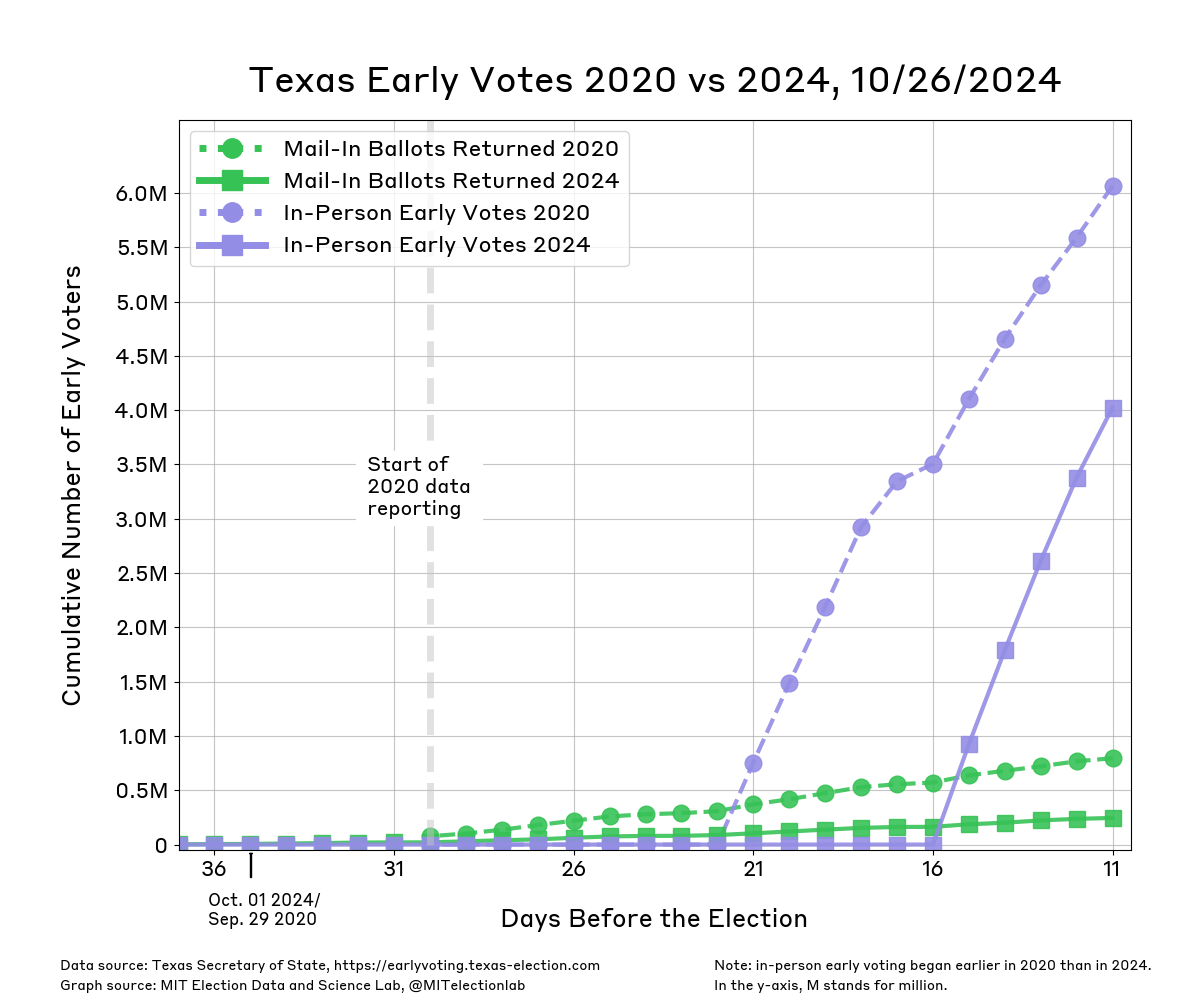 Texas Early Votes 2020 vs 2024, 10/26/2024
Mail-In Ballots Returned 2020
Mail-In Ballots Returned 2024
In-Person Early Votes 2020
In-Person Early Votes 2024
6.0M
5.5M
5.0M
4.5M
4.0M
3.5M
3.0M
2.5M
2.0M
1.5M
1.0M
0.5M
0
Cumulative Number of Early Voters
Start of
2020 data
reporting
36
31
26
21
16
11
Oct. 01 2024/
Sep. 29 2020
Days Before the Election
Data source: Texas Secretary of State, https://earlyvoting.texas-election.com
Graph source: MIT Election Data and Science Lab, @MITelectionlab
Note: in-person early voting began earlier in 2020 than in 2024.
In the y-axis, M stands for million.